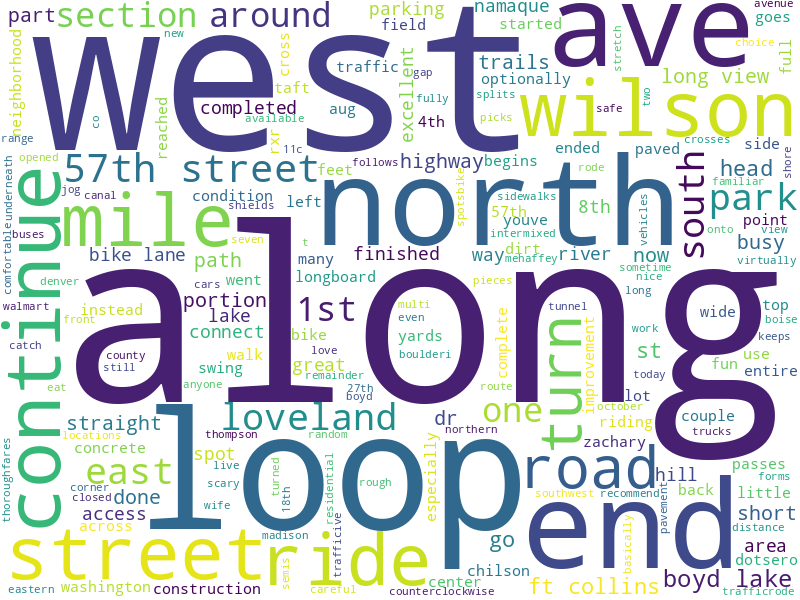 part section around parking namaque started ave goes avenue
new field trails full
neighborhood west cross traffic optionally stretch choice
taft gap wilson long view
co completed aug excellent splits two
reached rxr available 4th fully picks safe
range 11c ended paved crosses side
57th street follows highway begins head shore
opened feet rode familiar
comfortable underneath jog condition left north sidewalks 8th south park
canal shields spotsbike 57th vehicles onto point view
buses mile seven many youve intermixed busy virtually
continue t way mehaffey river now sometime
bike lane finished dirt nice
path went longboard long wide top
denver cars portion pieces
walmart instead lake 1st multi tunnel st work boise
front connect bike even complete today keeps
catch along walk yards improvement fun use
county love great boulderi entire
still swing remainder route
eat anyone 27th turn october lot couple
boyd
straight loveland one dr riding trucks
thoroughfares locations thompson northern zachary
concrete random especially
east spot live rough road hill passes
corner scary turned residential southwest recommend back forms
closed done loop wife 18th end pavement little
access distance short
across madison trafficive go basically
street semis ride area
chilson dotsero
eastern washington construction careful center ft collins boyd lake
counterclockwise trafficrode